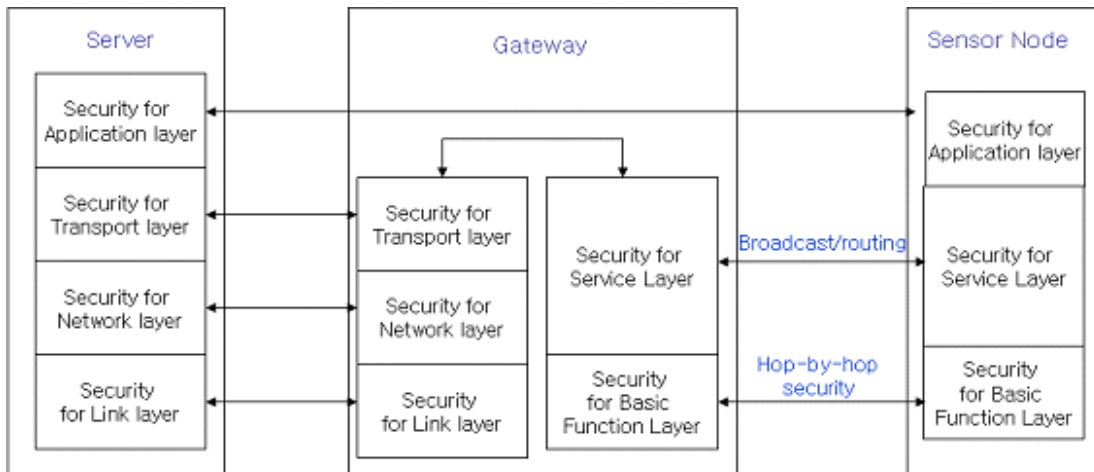 Server
Gateway
Sensor Node
Security for
Application layer
Security for
Transport layer
Security for
Network layer
Security
for Link layer
Security for
Transport layer
Security for
Network layer
Security
for Link layer
Security for
Service Layer
Security
for Basic
Function Layer
Broadcast/routing
Hop-by-hop
security
Security for
Application layer
Security for
Service Layer
Security
for Basic
Function Layer